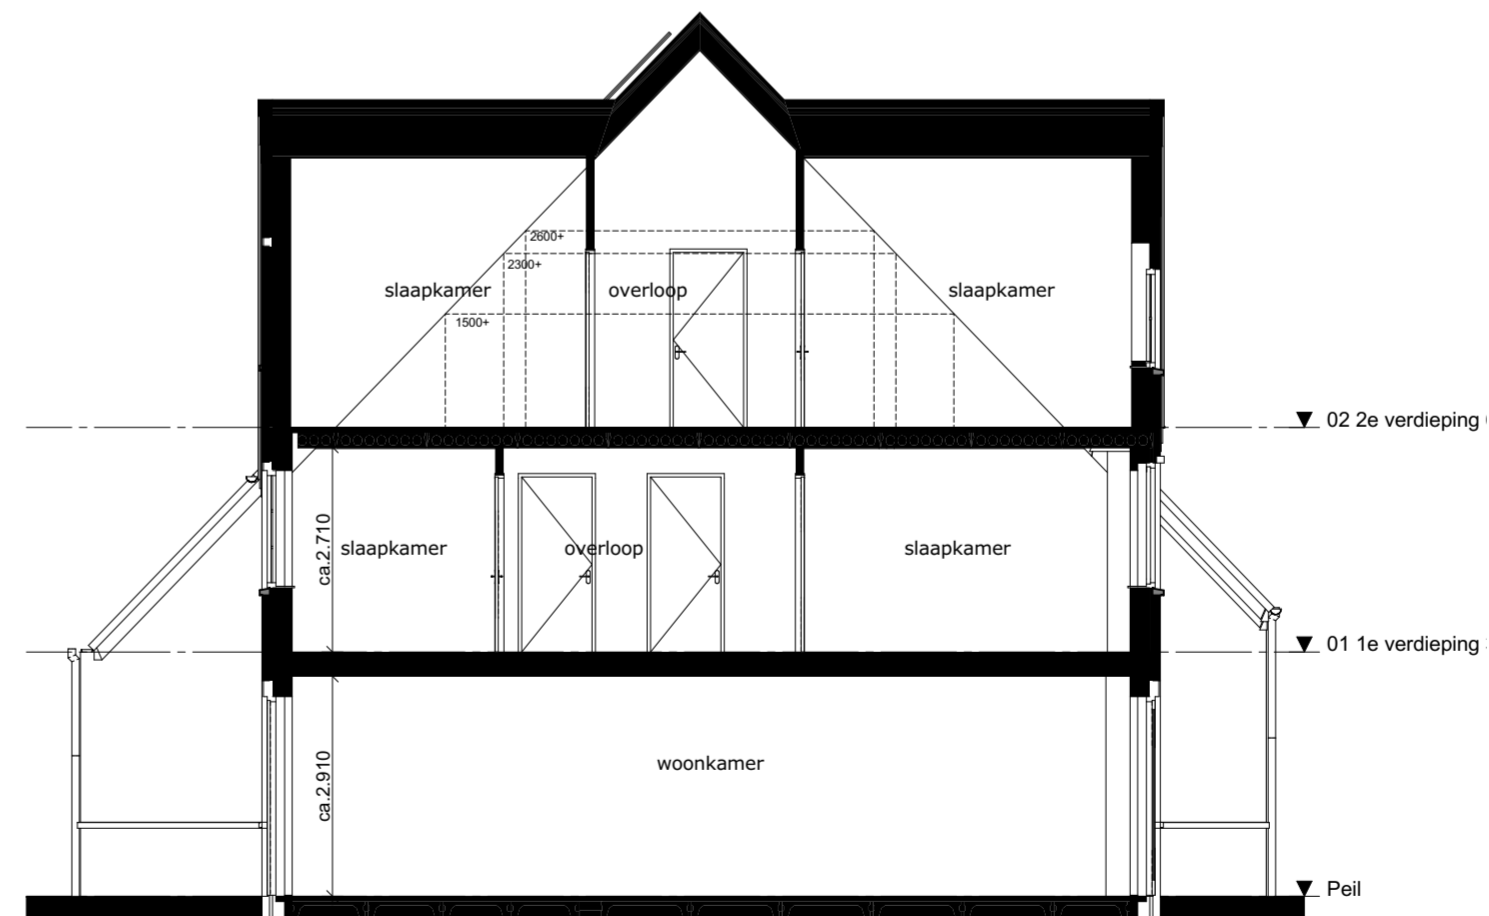 2600+
2300+
slaapkamer
overloop
slaapkamer
1500+
02 2e verdieping
ca.2.710
slaapkamer
overloop
slaapkamer
01 1e verdieping
ca.2.910
woonkamer
Peil